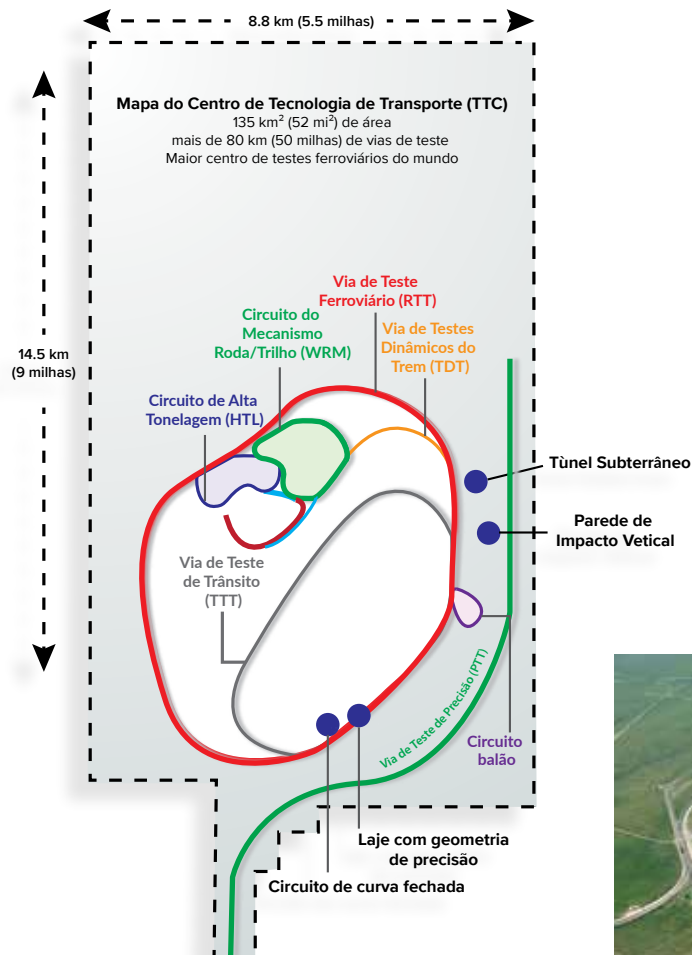 8.8 km (5.5 milhas)
Mapa do Centro de Tecnologia de Transporte (TTC)
135 km² (52 mi²) de área
mais de 80 km (50 milhas) de vias de teste
Maior centro de testes ferroviários do mundo
14.5 km
(9 milhas)
Via de Teste
Ferroviário (RTT)
Circuito do
Mecanismo
Roda/Trilho (WRM)
Via de Testes
Dinâmicos do
Trem (TDT)
Circuito de Alta
Tonelagem (HTL)
Tùnel Subterrâneo
Parede de
Impacto Vetical
Via de Teste
de Trânsito
(TTT)
Via de Teste de Precisão (PTT)
Circuito
balão
Laje com geometria
de precisão
Circuito de curva fechada